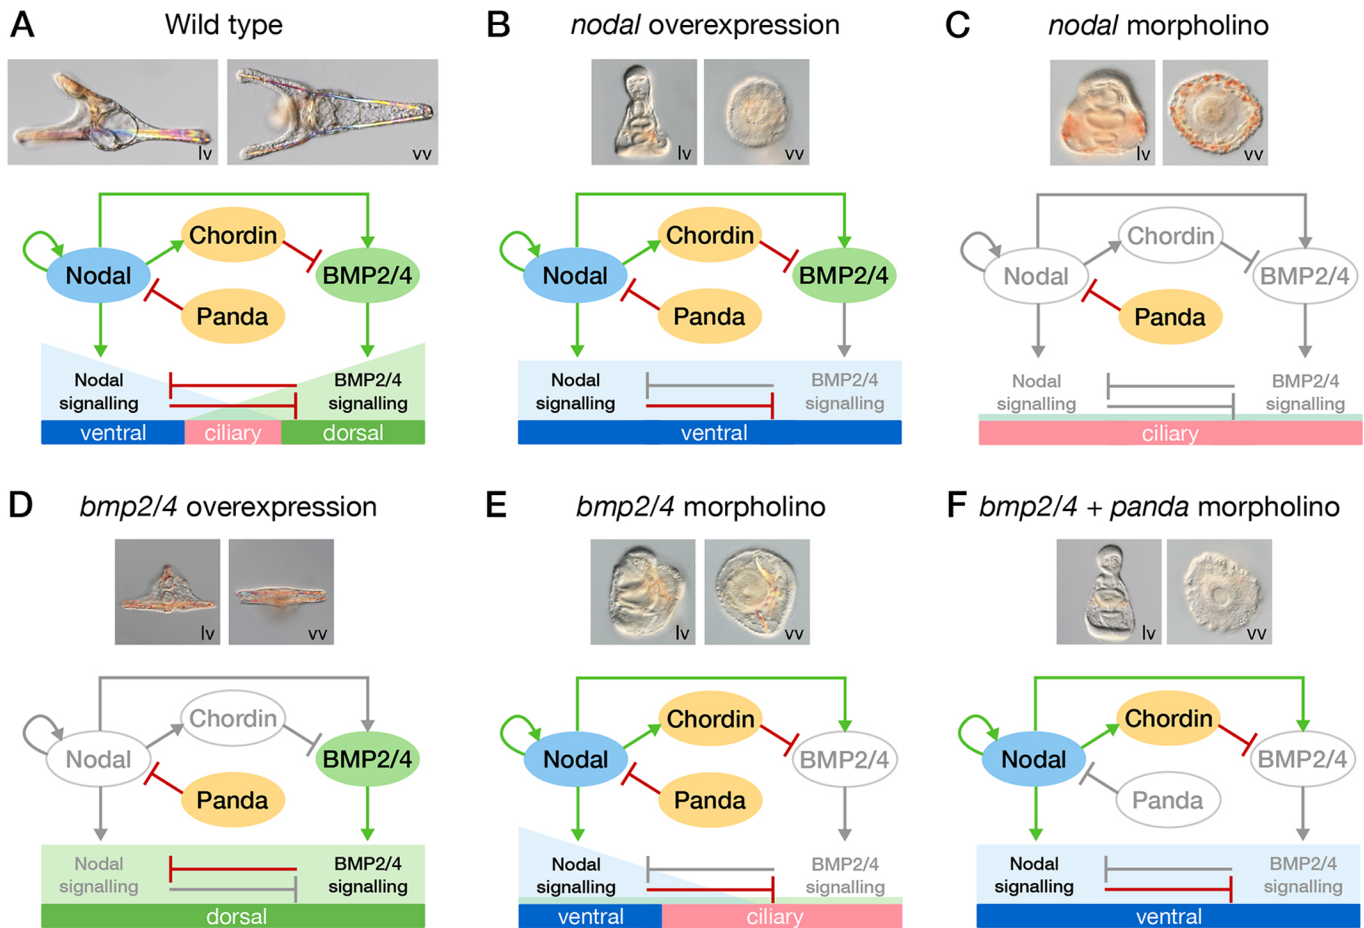 A
Wild type
lv
vv
Chordin
Nodal
BMP2/4
Panda
Nodal
signalling
BMP2/4
signalling
ventral
ciliary
dorsal
B
nodal overexpression
lv
vv
Chordin
Nodal
BMP2/4
Panda
Nodal
signalling
BMP2/4
signalling
ventral
C
nodal morpholino
lv
vv
Chordin
Nodal
BMP2/4
Panda
Nodal
signalling
BMP2/4
signalling
ciliary
D
bmp2/4 overexpression
lv
vv
Chordin
Nodal
BMP2/4
Panda
Nodal
signalling
BMP2/4
signalling
dorsal
E
bmp2/4 morpholino
lv
vv
Chordin
Nodal
BMP2/4
Panda
Nodal
signalling
BMP2/4
signalling
ventral
ciliary
F
bmp2/4 + panda morpholino
lv
vv
Chordin
Nodal
BMP2/4
Panda
Nodal
signalling
BMP2/4
signalling
ventral